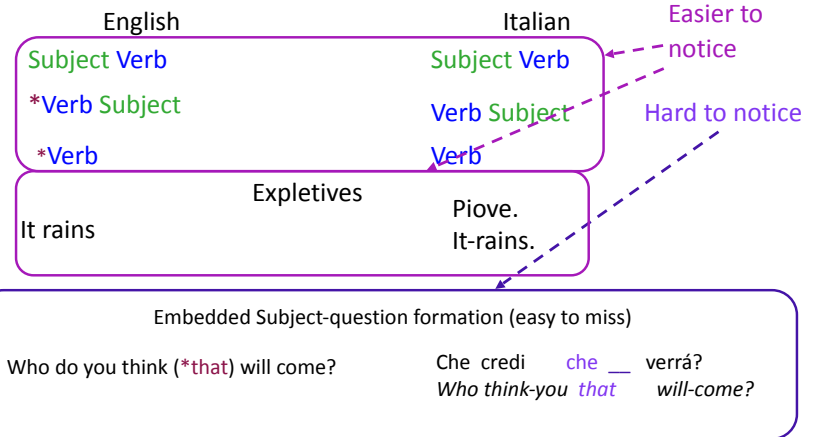 English Italian Easier to
notice
Subject Verb Subject Verb
*Verb Subject Verb Subject Hard to notice
*Verb Verb
Expletives
It rains Piove.
It-rains.
Embedded Subject-question formation (easy to miss)
Who do you think (*that) will come? Che credi che __ verrá?
Who think-you that will-come?